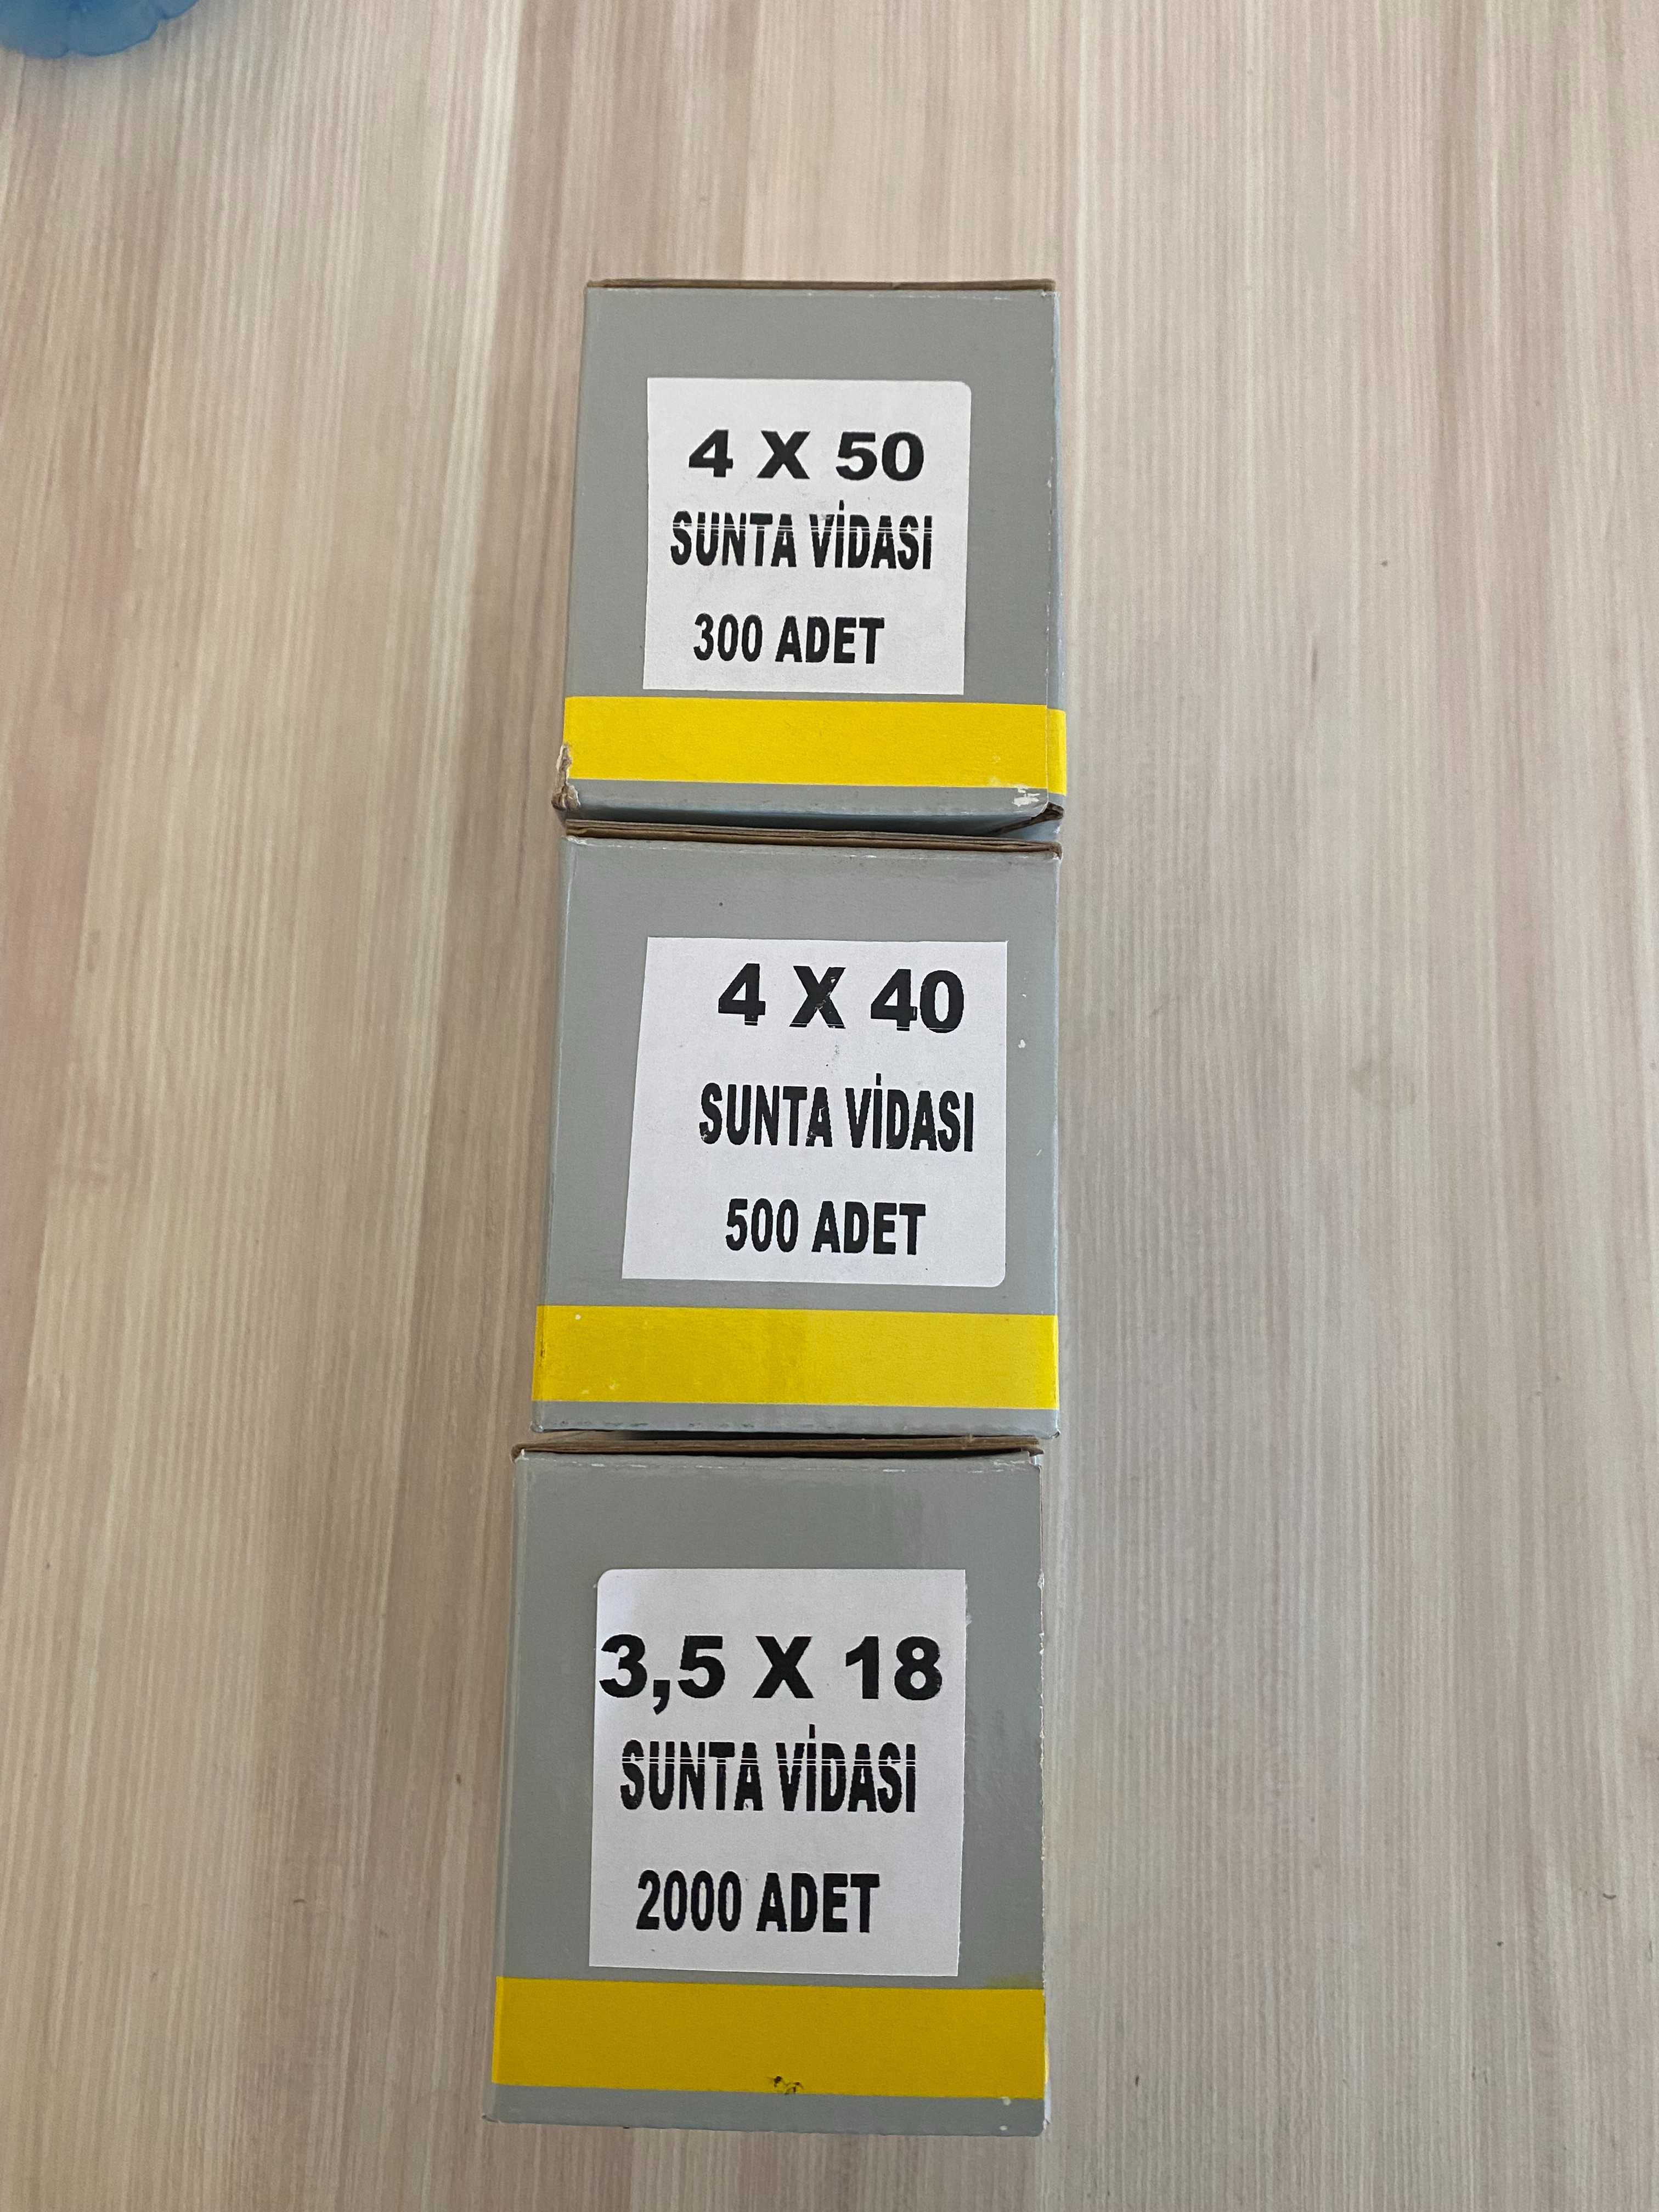 4 X 50
SUNTA VİDASI
300 ADET
4 X 40
SUNTA VİDASI
500 ADET
3,5 X 18
SUNTA VİDASI
2000 ADET